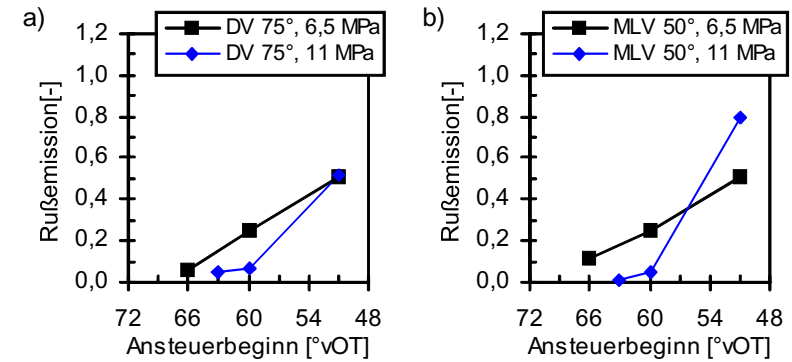 a)
DV 75°, 6,5 MPa
DV 75°, 11 MPa
1,2
1,0
0,8
0,6
0,4
0,2
0,0
Rußemission[-]
72 66 60 54 48
Ansteuerbeginn [°vOT]
b)
MLV 50°, 6,5 MPa
MLV 50°, 11 MPa
1,2
1,0
0,8
0,6
0,4
0,2
0,0
Rußemission[-]
72 66 60 54 48
Ansteuerbeginn [°vOT]